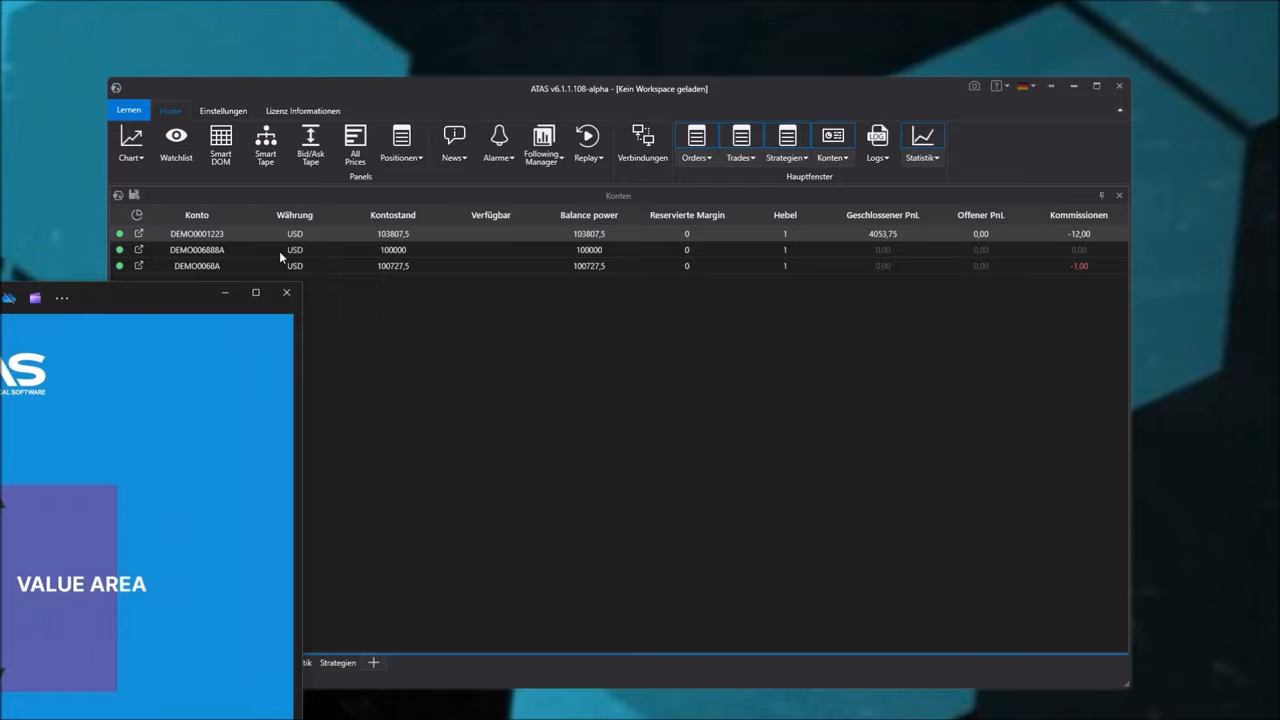 ATAS v6.1.1.108-alpha - [Kein Workspace geladen]
Lernen Home Einstellungen Lizenz Informationen
Chart Watchlist Smart DOM Smart Tape Bid/Ask Tape All Prices Positionen News Alarme Following Manager Replay Verbindungen Orders Trades Strategien Konten LOG Logs Statistik
Panels Hauptfenster
Konten
Konto Währung Kontostand Verfügbar Balance power Reservierte Margin Hebel Geschlossener PnL Offener PnL Kommissionen
DEMO0001223 USD 103807,5 103807,5 0 1 4053,75 0,00 -12,00
DEMO006888A USD 100000 100000 0 1 0,00 0,00 0,00
DEMO0068A USD 100727,5 100727,5 0 1 0,00 0,00 -1,00
AS
CAL SOFTWARE
VALUE AREA
tik Strategien